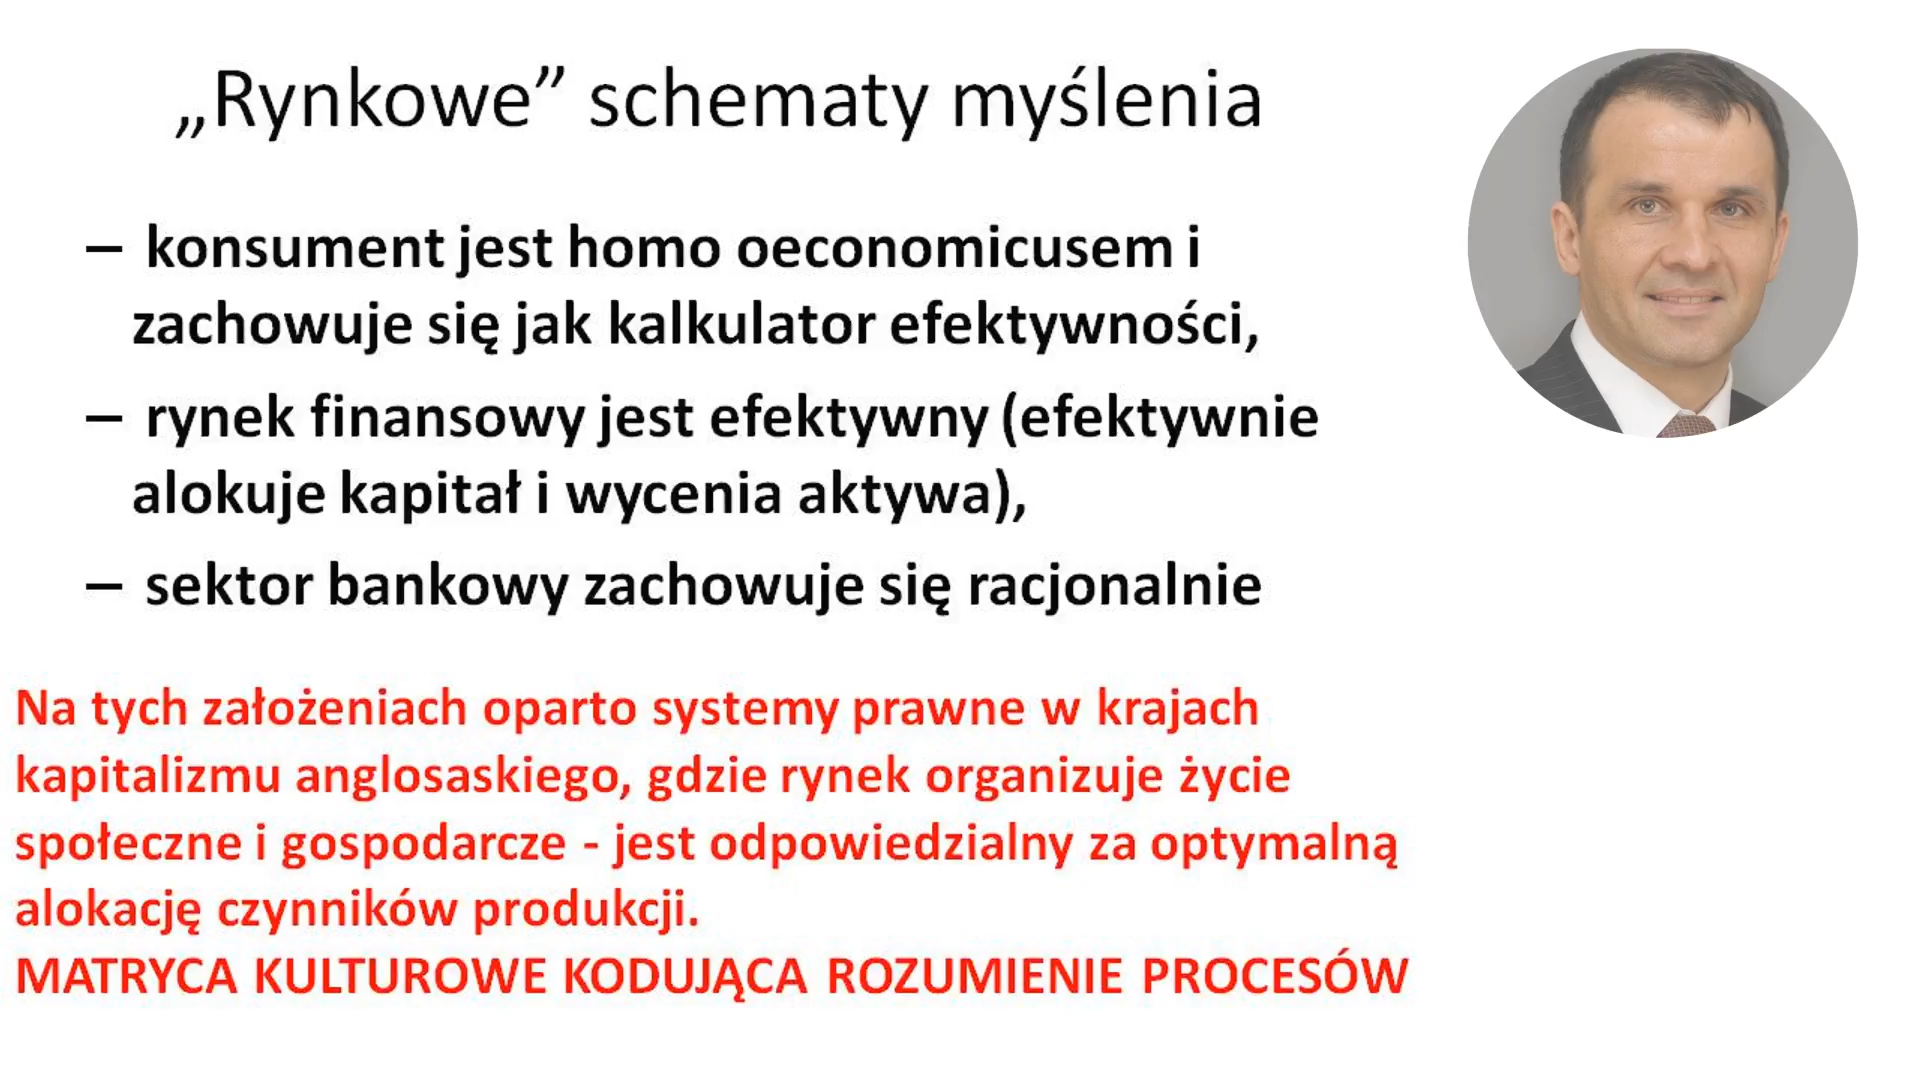 „Rynkowe” schematy myślenia
– konsument jest homo oeconomicusem i
zachowuje się jak kalkulator efektywności,
– rynek finansowy jest efektywny (efektywnie
alokuje kapitał i wycenia aktywa),
– sektor bankowy zachowuje się racjonalnie
Na tych założeniach oparto systemy prawne w krajach
kapitalizmu anglosaskiego, gdzie rynek organizuje życie
społeczne i gospodarcze - jest odpowiedzialny za optymalną
alokację czynników produkcji.
MATRYCA KULTUROWE KODUJĄCA ROZUMIENIE PROCESÓW